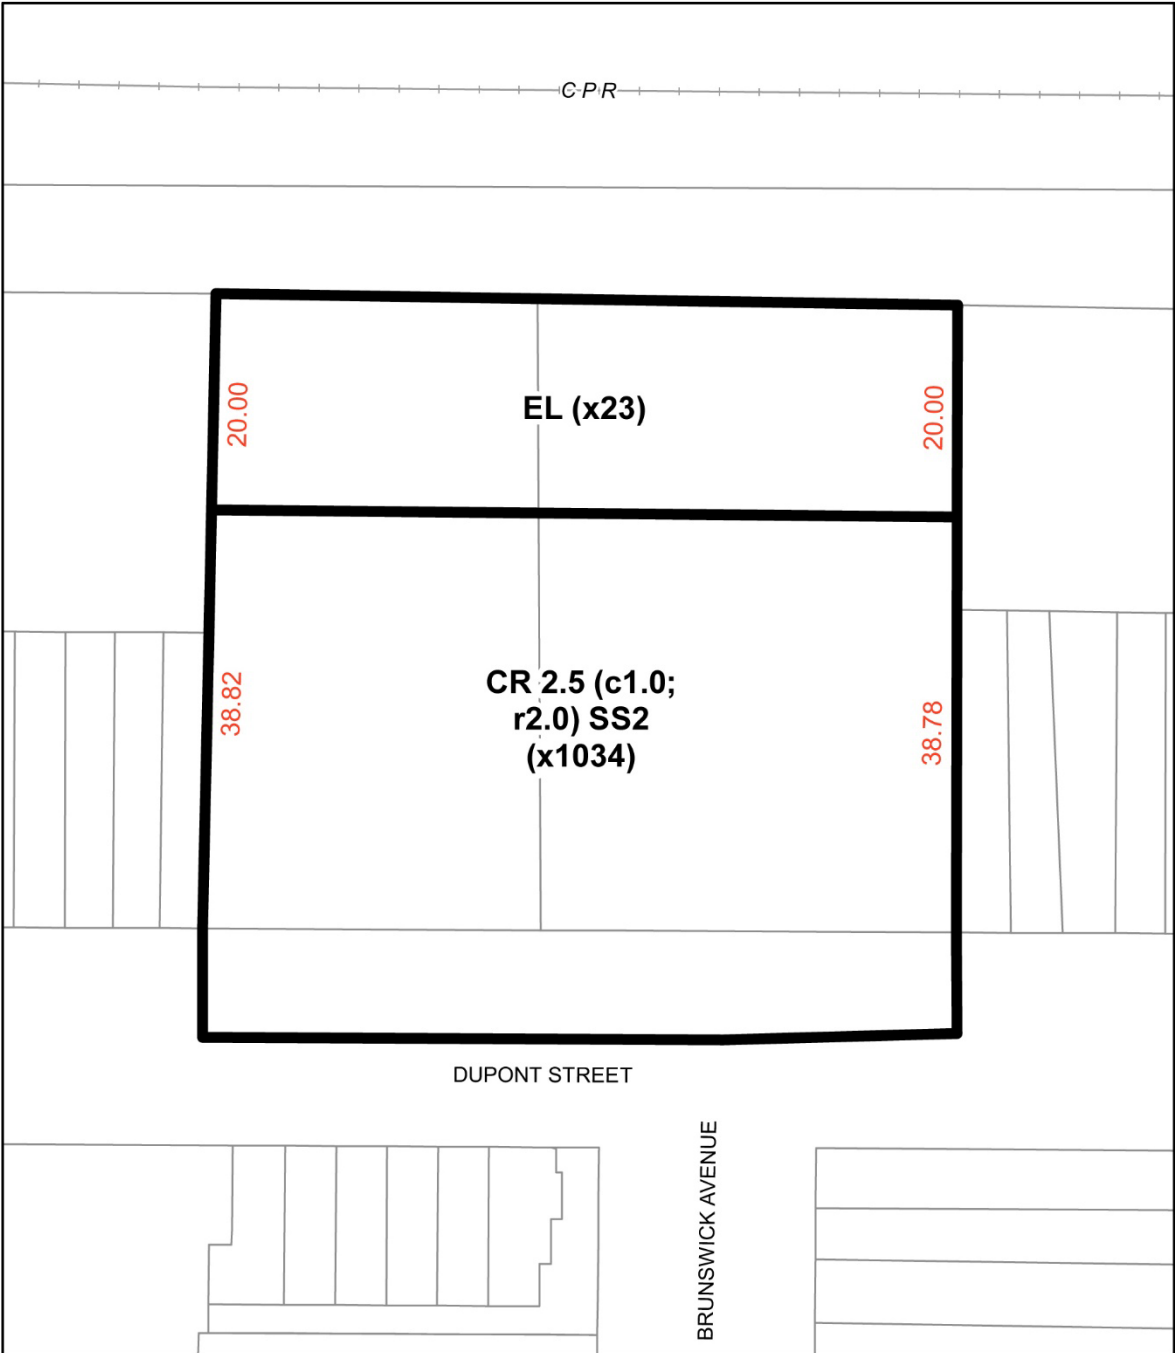 CPR
20.00
EL (x23)
20.00
38.82
CR 2.5 (c1.0;
r2.0) SS2
(x1034)
38.78
DUPONT STREET
BRUNSWICK AVENUE